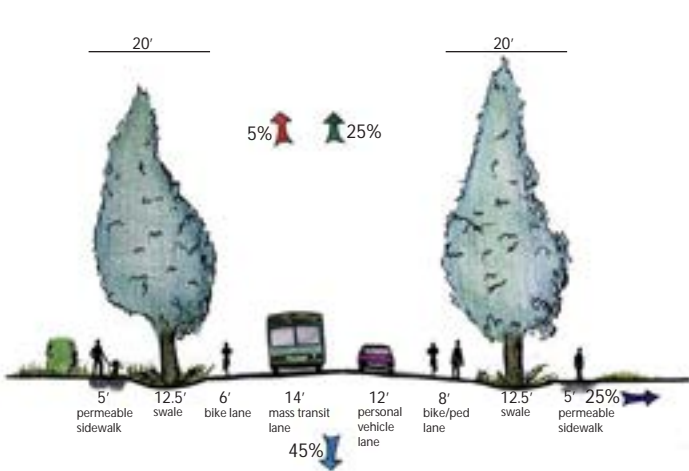 20' 20'
5% 25%
5' 12.5' 6' 14' 12' 8' 12.5' 5' 25%
permeable swale bike lane mass transit personal bike/ped swale permeable
sidewalk lane vehicle lane sidewalk
lane
45%